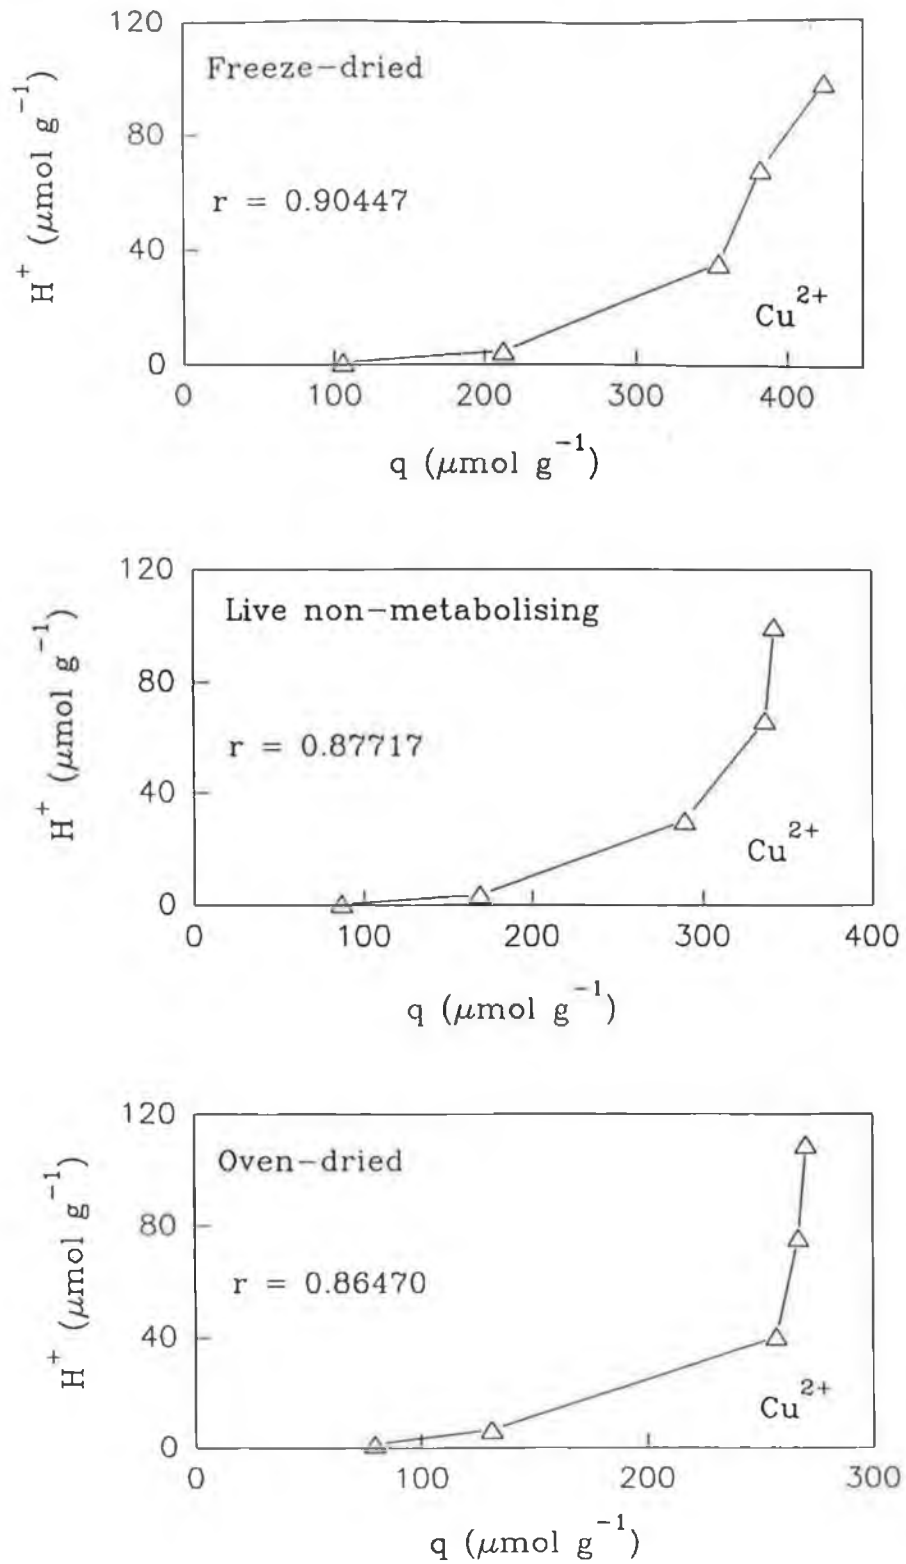 120
Freeze-dried
80
r = 0.90447
40
Cu²⁺
0
0 100 200 300 400
H⁺ (μmol g⁻¹)
q (μmol g⁻¹)
120
Live non-metabolising
80
r = 0.87717
40
Cu²⁺
0
0 100 200 300 400
H⁺ (μmol g⁻¹)
q (μmol g⁻¹)
120
Oven-dried
80
r = 0.86470
40
Cu²⁺
0
0 100 200 300
H⁺ (μmol g⁻¹)
q (μmol g⁻¹)